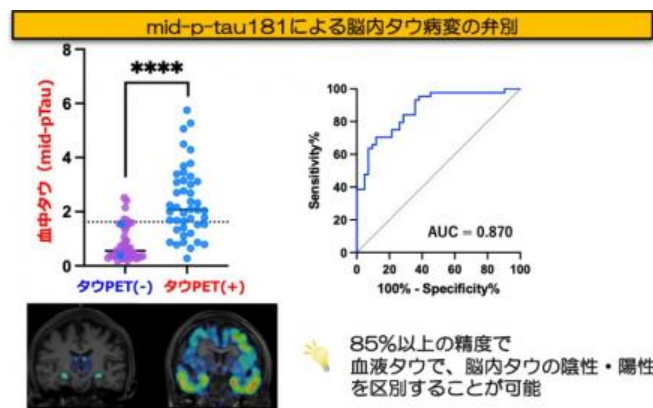 mid-p-tau181による脳内タウ病変の弁別
血中タウ（mid-pTau）
8
6
4
2
0
****
タウPET(-)
タウPET(+)
Sensitivity%
100
80
60
40
20
0
AUC = 0.870
0 20 40 60 80 100
100% - Specificity%
85%以上の精度で
血液タウで、脳内タウの陰性・陽性
を区別することが可能